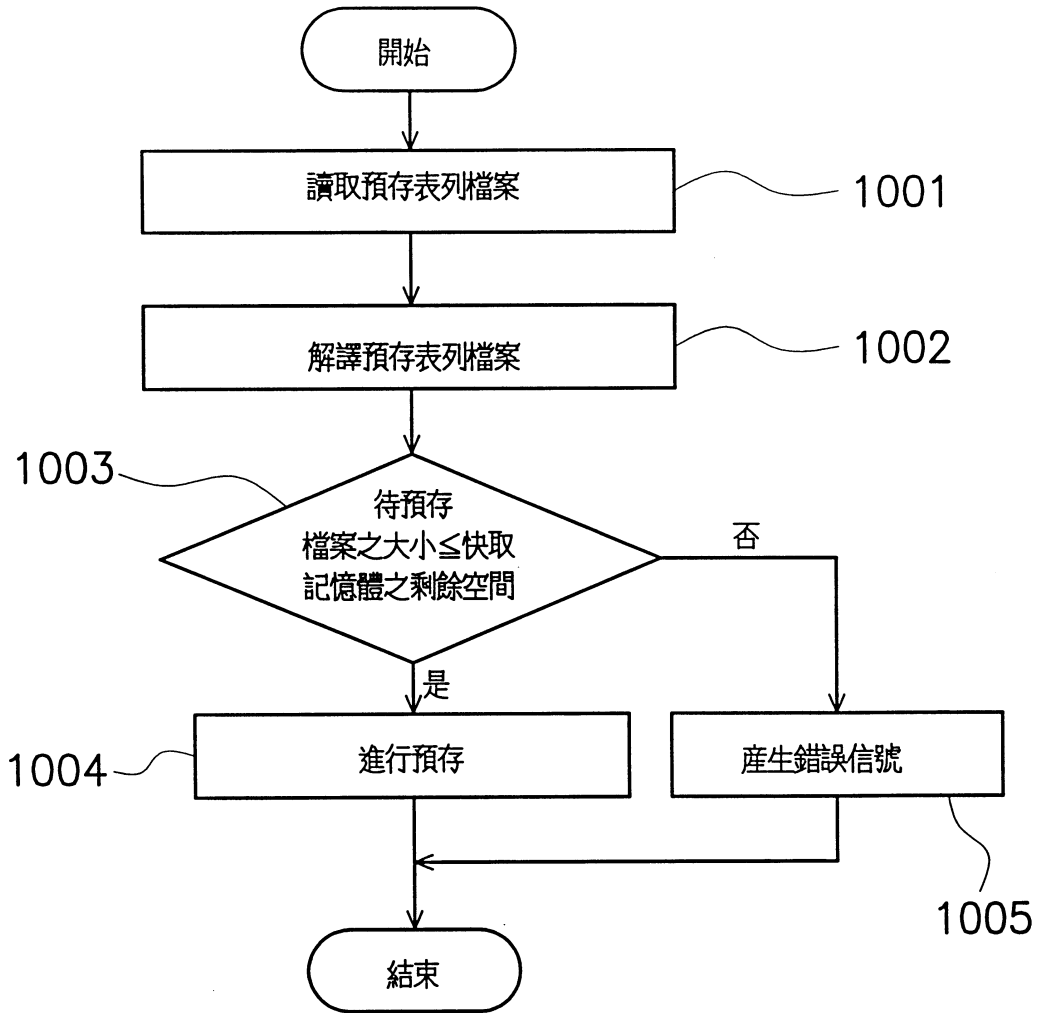 開始
讀取預存表列檔案
1001
解譯預存表列檔案
1002
1003
待預存
檔案之大小≦快取
記憶體之剩餘空間
否
是
1004
進行預存
産生錯誤信號
1005
結束